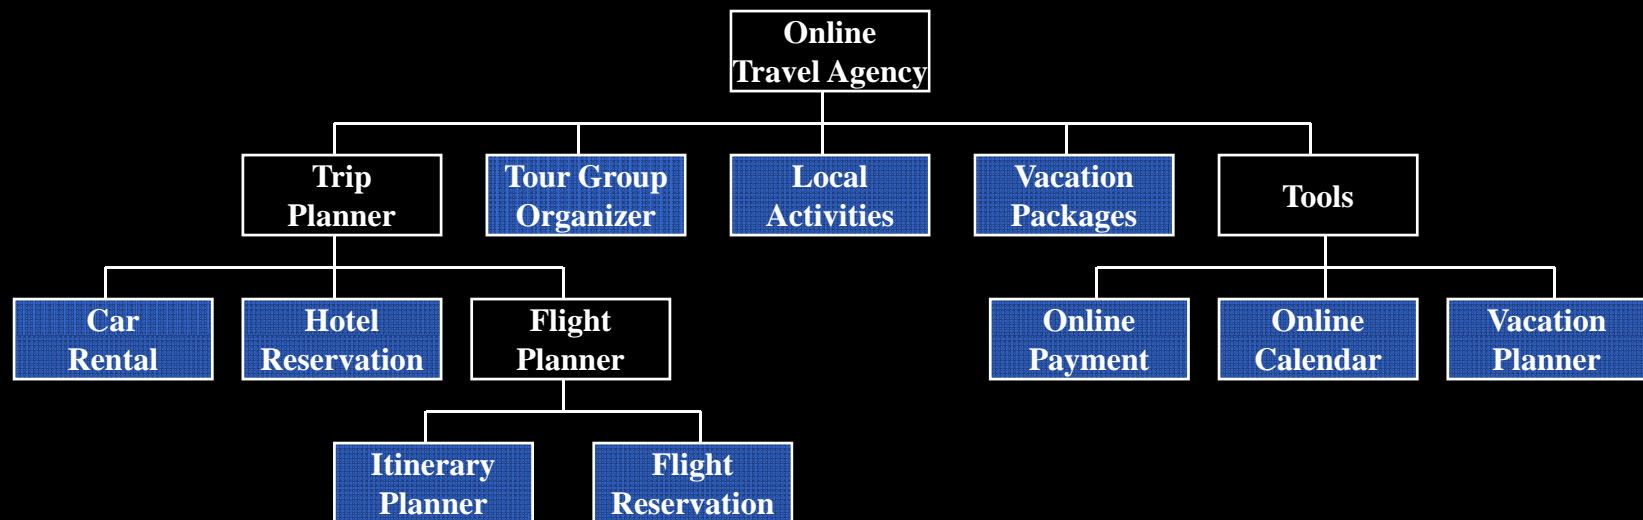 Online
Travel Agency
Trip
Planner
Tour Group
Organizer
Local
Activities
Vacation
Packages
Tools
Car
Rental
Hotel
Reservation
Flight
Planner
Online
Payment
Online
Calendar
Vacation
Planner
Itinerary
Planner
Flight
Reservation